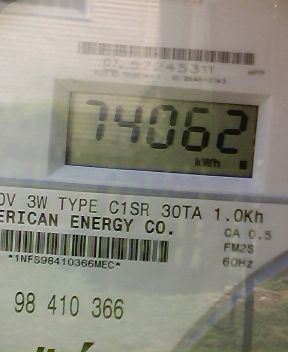 07 57745311
74062
kWh
0V 3W TYPE C1SR 30TA 1.0Kh
ERICAN ENERGY CO.
CA 0.5
FM2S
60Hz
*1NFS98410366MEC*
98 410 366